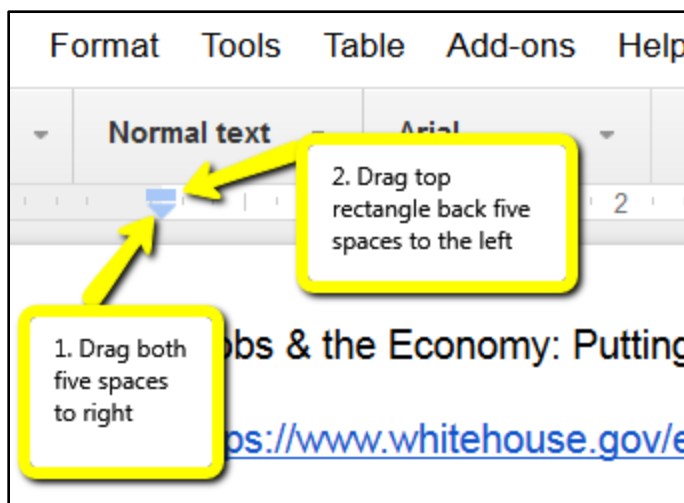 Format Tools Table Add-ons Help
Normal text Arial
2
2. Drag top
rectangle back five
spaces to the left
1. Drag both
five spaces
to right
obs & the Economy: Putting
ps://www.whitehouse.gov/e